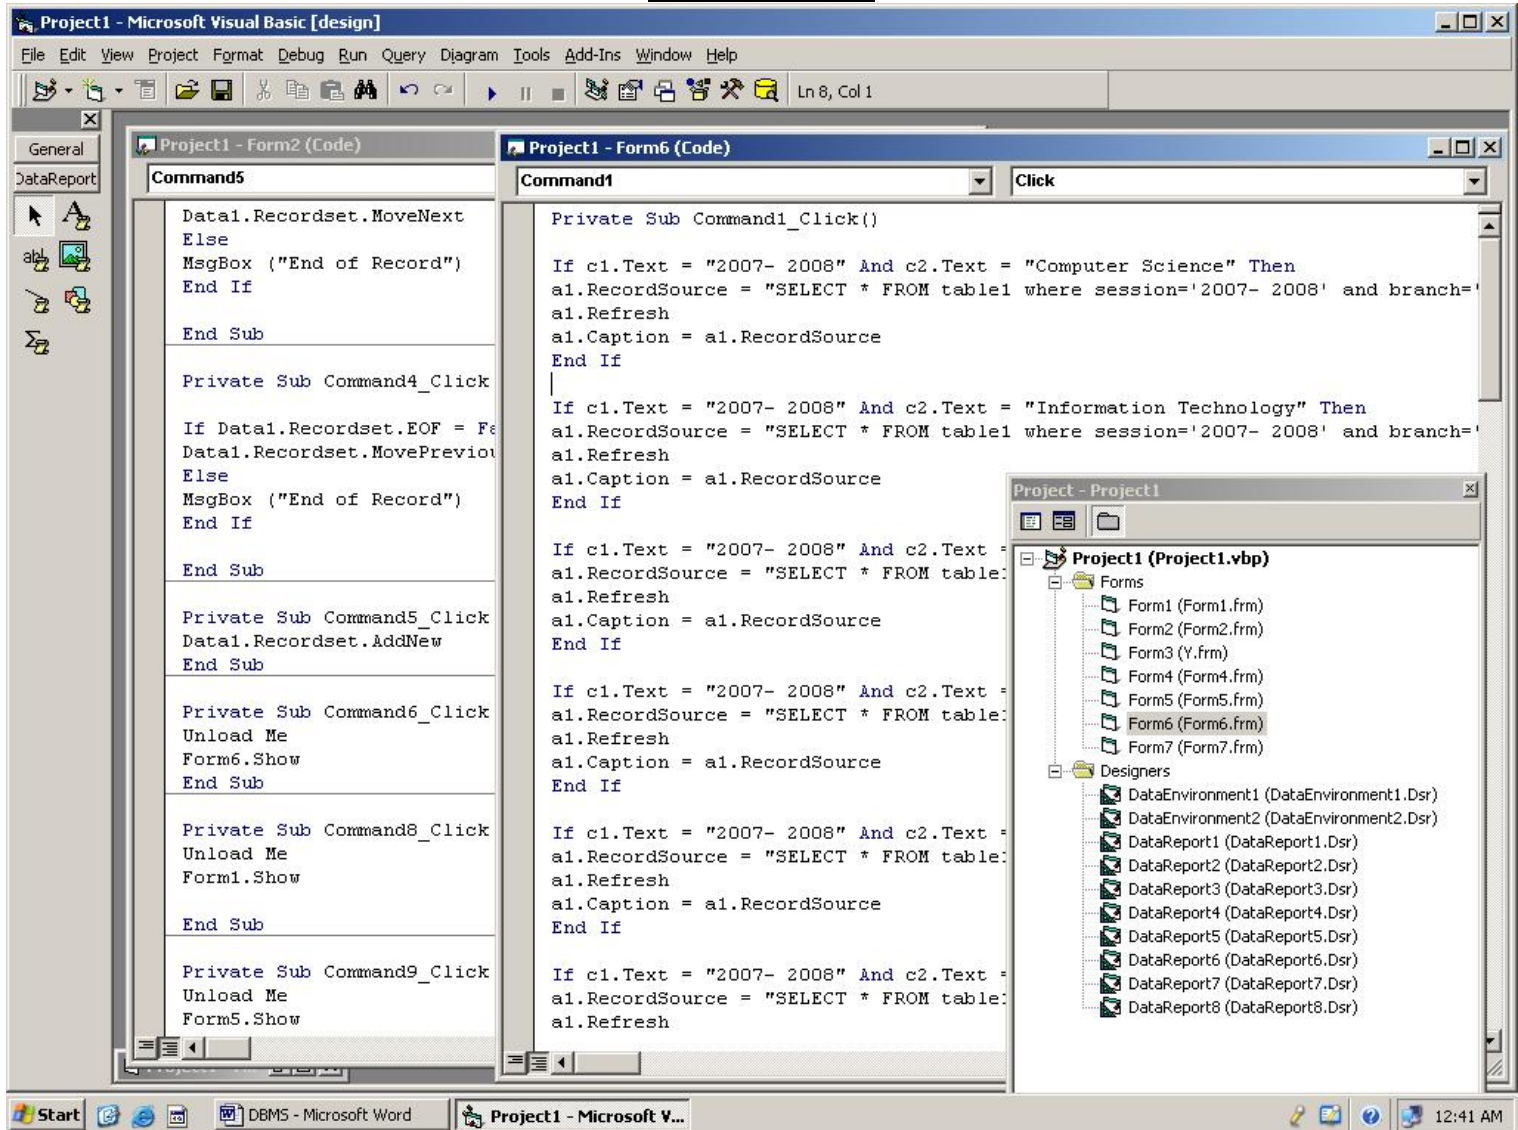 Project1 - Microsoft Visual Basic [design]
File Edit View Project Format Debug Run Query Diagram Tools Add-Ins Window Help
Ln 8, Col 1
General
DataReport
Project1 - Form2 (Code)
Command5
Data1.Recordset.MoveNext
Else
MsgBox ("End of Record")
End If
End Sub
Private Sub Command4_Click
If Data1.Recordset.EOF = Fa
Data1.Recordset.MovePreviou
Else
MsgBox ("End of Record")
End If
End Sub
Private Sub Command5_Click
Data1.Recordset.AddNew
End Sub
Private Sub Command6_Click
Unload Me
Form6.Show
End Sub
Private Sub Command8_Click
Unload Me
Form1.Show
End Sub
Private Sub Command9_Click
Unload Me
Form5.Show
Project1 - Form6 (Code)
Command1 Click
Private Sub Command1_Click()
If c1.Text = "2007- 2008" And c2.Text = "Computer Science" Then
a1.RecordSource = "SELECT * FROM table1 where session='2007- 2008' and branch='
a1.Refresh
a1.Caption = a1.RecordSource
End If
If c1.Text = "2007- 2008" And c2.Text = "Information Technology" Then
a1.RecordSource = "SELECT * FROM table1 where session='2007- 2008' and branch='
a1.Refresh
a1.Caption = a1.RecordSource
End If
If c1.Text = "2007- 2008" And c2.Text =
a1.RecordSource = "SELECT * FROM table1
a1.Refresh
a1.Caption = a1.RecordSource
End If
If c1.Text = "2007- 2008" And c2.Text =
a1.RecordSource = "SELECT * FROM table1
a1.Refresh
a1.Caption = a1.RecordSource
End If
If c1.Text = "2007- 2008" And c2.Text =
a1.RecordSource = "SELECT * FROM table1
a1.Refresh
a1.Caption = a1.RecordSource
End If
If c1.Text = "2007- 2008" And c2.Text =
a1.RecordSource = "SELECT * FROM table1
a1.Refresh
Project - Project1
Project1 (Project1.vbp)
Forms
Form1 (Form1.frm)
Form2 (Form2.frm)
Form3 (Y.frm)
Form4 (Form4.frm)
Form5 (Form5.frm)
Form6 (Form6.frm)
Form7 (Form7.frm)
Designers
DataEnvironment1 (DataEnvironment1.Dsr)
DataEnvironment2 (DataEnvironment2.Dsr)
DataReport1 (DataReport1.Dsr)
DataReport2 (DataReport2.Dsr)
DataReport3 (DataReport3.Dsr)
DataReport4 (DataReport4.Dsr)
DataReport5 (DataReport5.Dsr)
DataReport6 (DataReport6.Dsr)
DataReport7 (DataReport7.Dsr)
DataReport8 (DataReport8.Dsr)
Start
DBMS - Microsoft Word
Project1 - Microsoft V...
12:41 AM